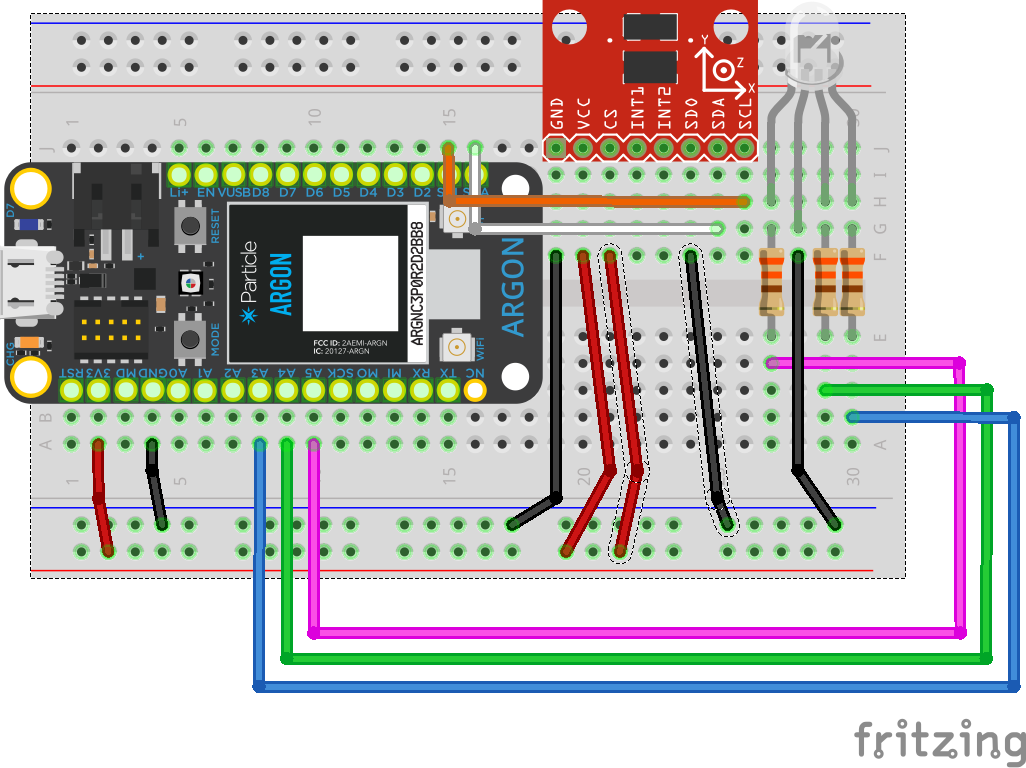 GND VCC CS INT1 INT2 SDO SDA SCL
Y
Z
X
1 5 10 15 30
J J
I
H
G
F
E
D7
Li+ EN VUSB D8 D7 D6 D5 D4 D3 D2
RESET
MODE
CHG
+
Particle
ARGON
FCC ID: 2AEMI-ARGN
IC: 20127-ARGN
ARGNC3P0R2D2BB8
ARGON
WiFi
RST 3V3 MD GND A0 A1 A2 A3 A4 A5 SCK MO MI RX TX NC
B B
A A
1 5 15 20 30
fritzing